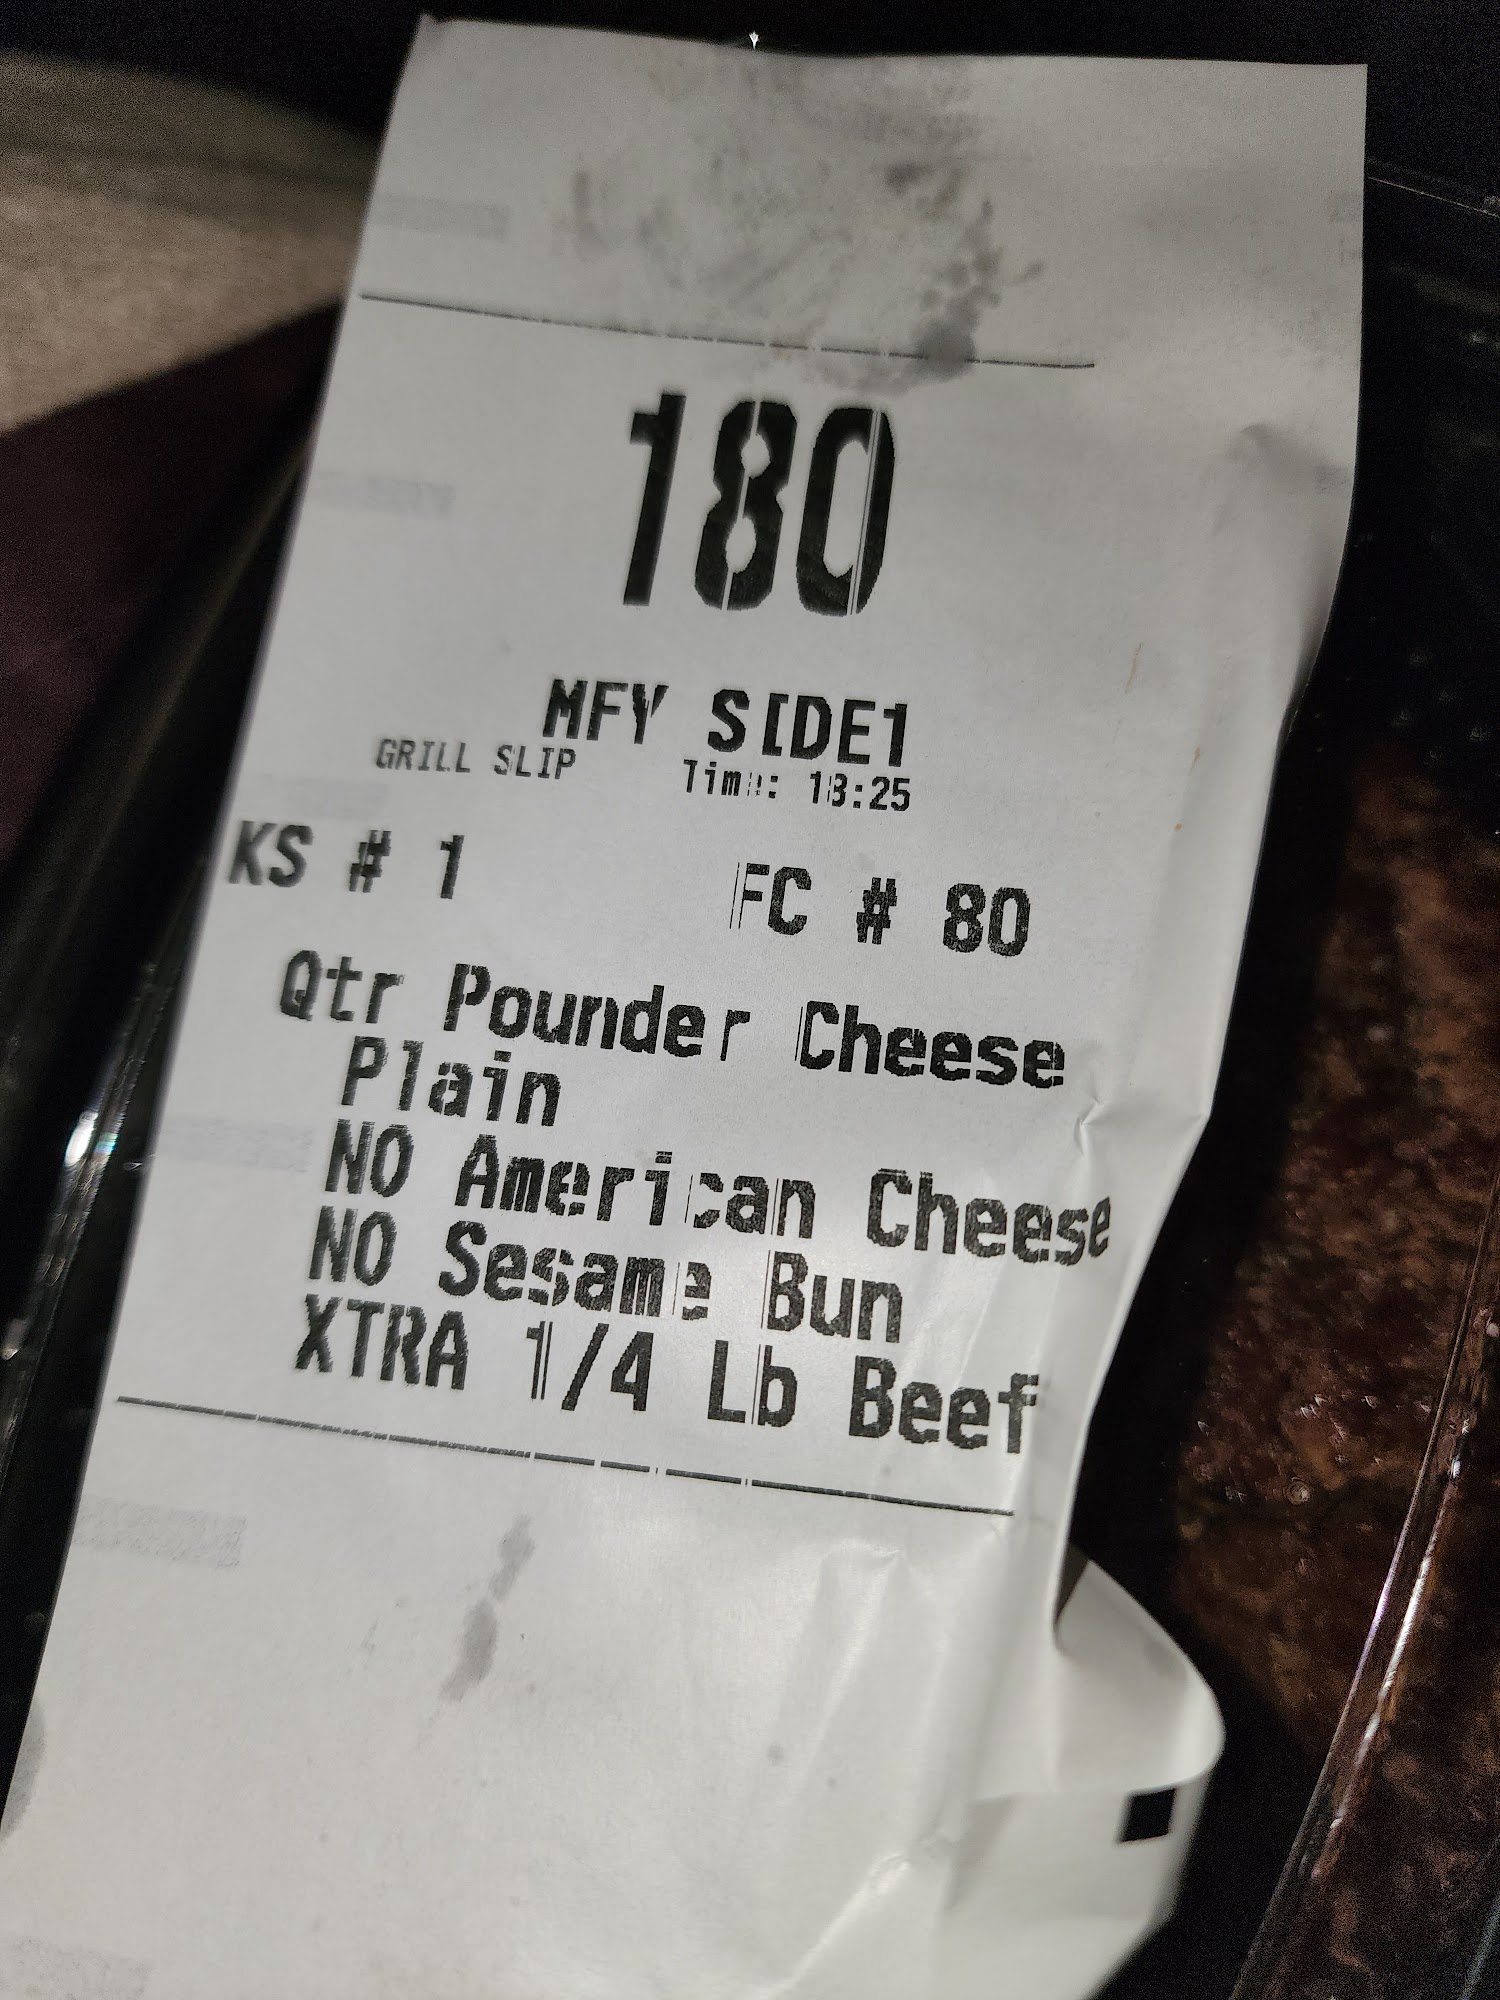 180
MFY SIDE1
GRILL SLIP Time: 18:25
KS # 1 FC # 80
Qtr Pounder Cheese
Plain
NO American Cheese
NO Sesame Bun
XTRA 1/4 Lb Beef